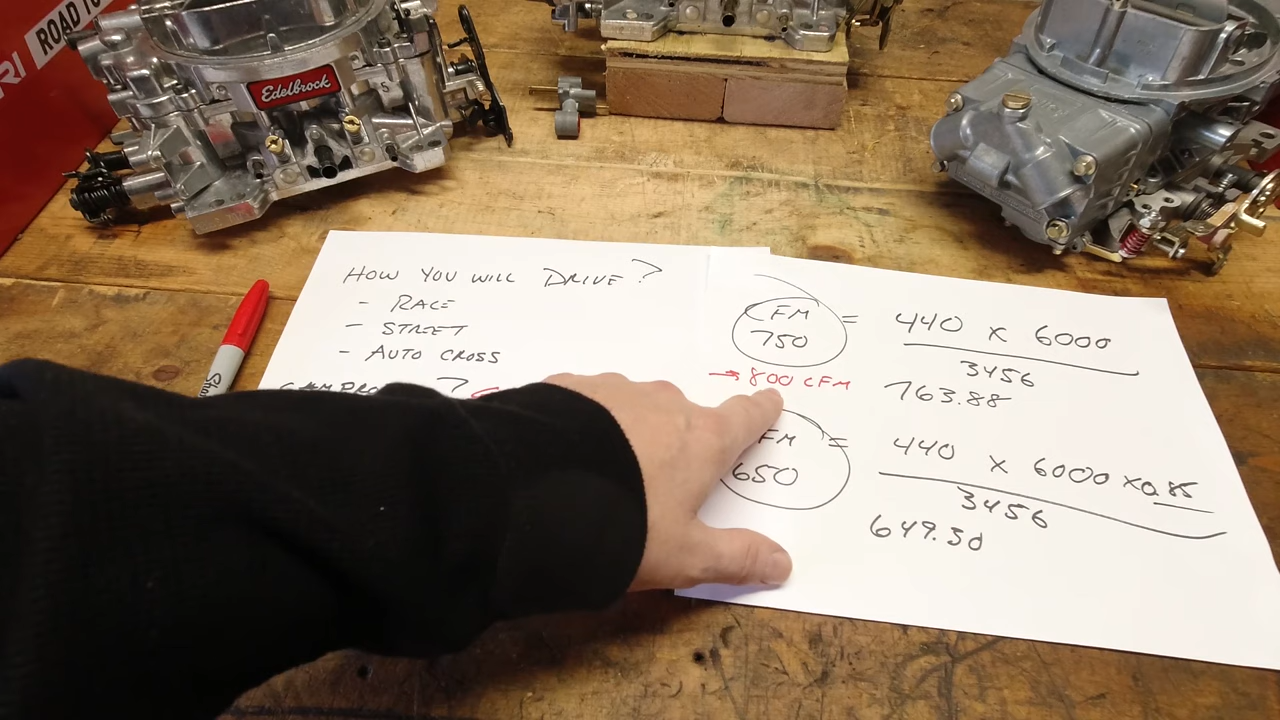 ROAD TO
Edelbrock
HOW YOU WILL DRIVE?
- RACE
- STREET
- AUTO CROSS
?
CFM
750
= 440 x 6000
3456
763.88
→ 800 CFM
FM
650
= 440 x 6000 x 0.85
3456
649.30